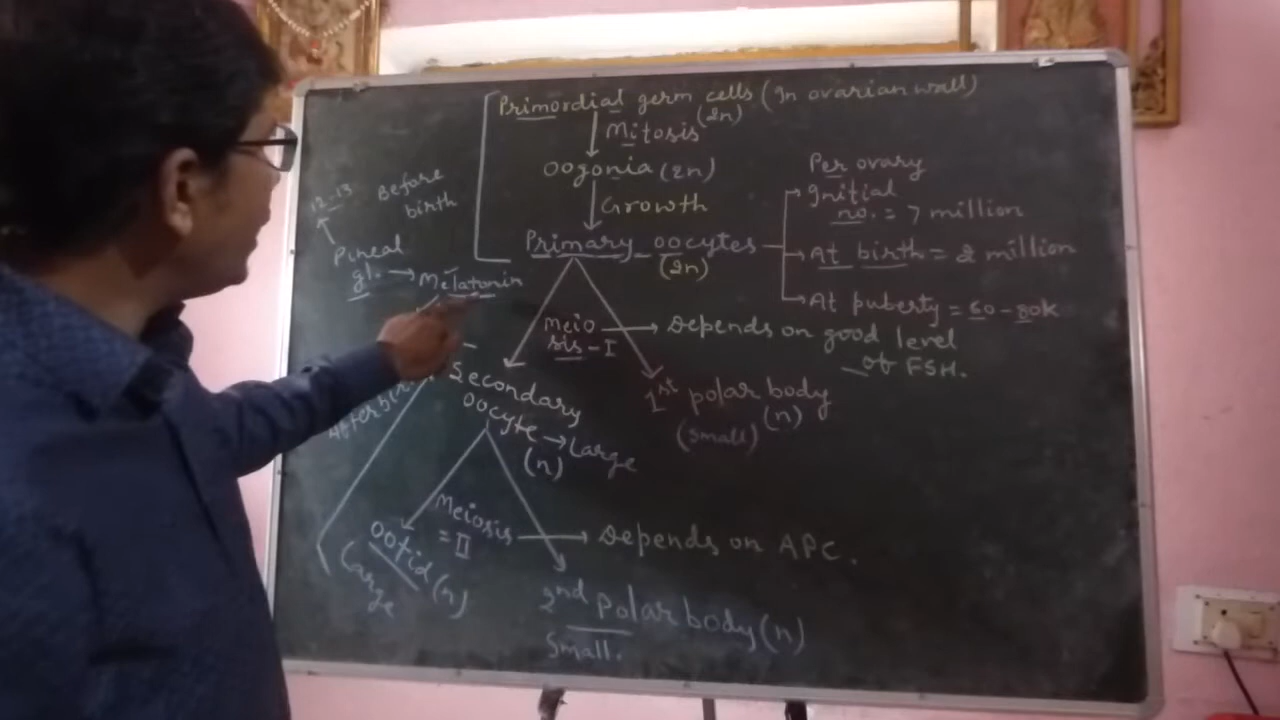 Primordial germ cells (In ovarian wall)
(2n)
Mitosis
Oogonia (2n)
Growth
Primary oocytes
(2n)
Per ovary
Initial
no. = 7 million
At birth = 2 million
At puberty = 60-80k
12-13
Before
birth
Pineal
gl. → Melatonin
Meio
sis - I → Depends on good level
of FSH.
1st polar body
(n)
(small)
Secondary
oocyte → Large
(n)
After
Meiosis
= II → Depends on APC.
Ootid (n)
Large
2nd Polar body (n)
Small.